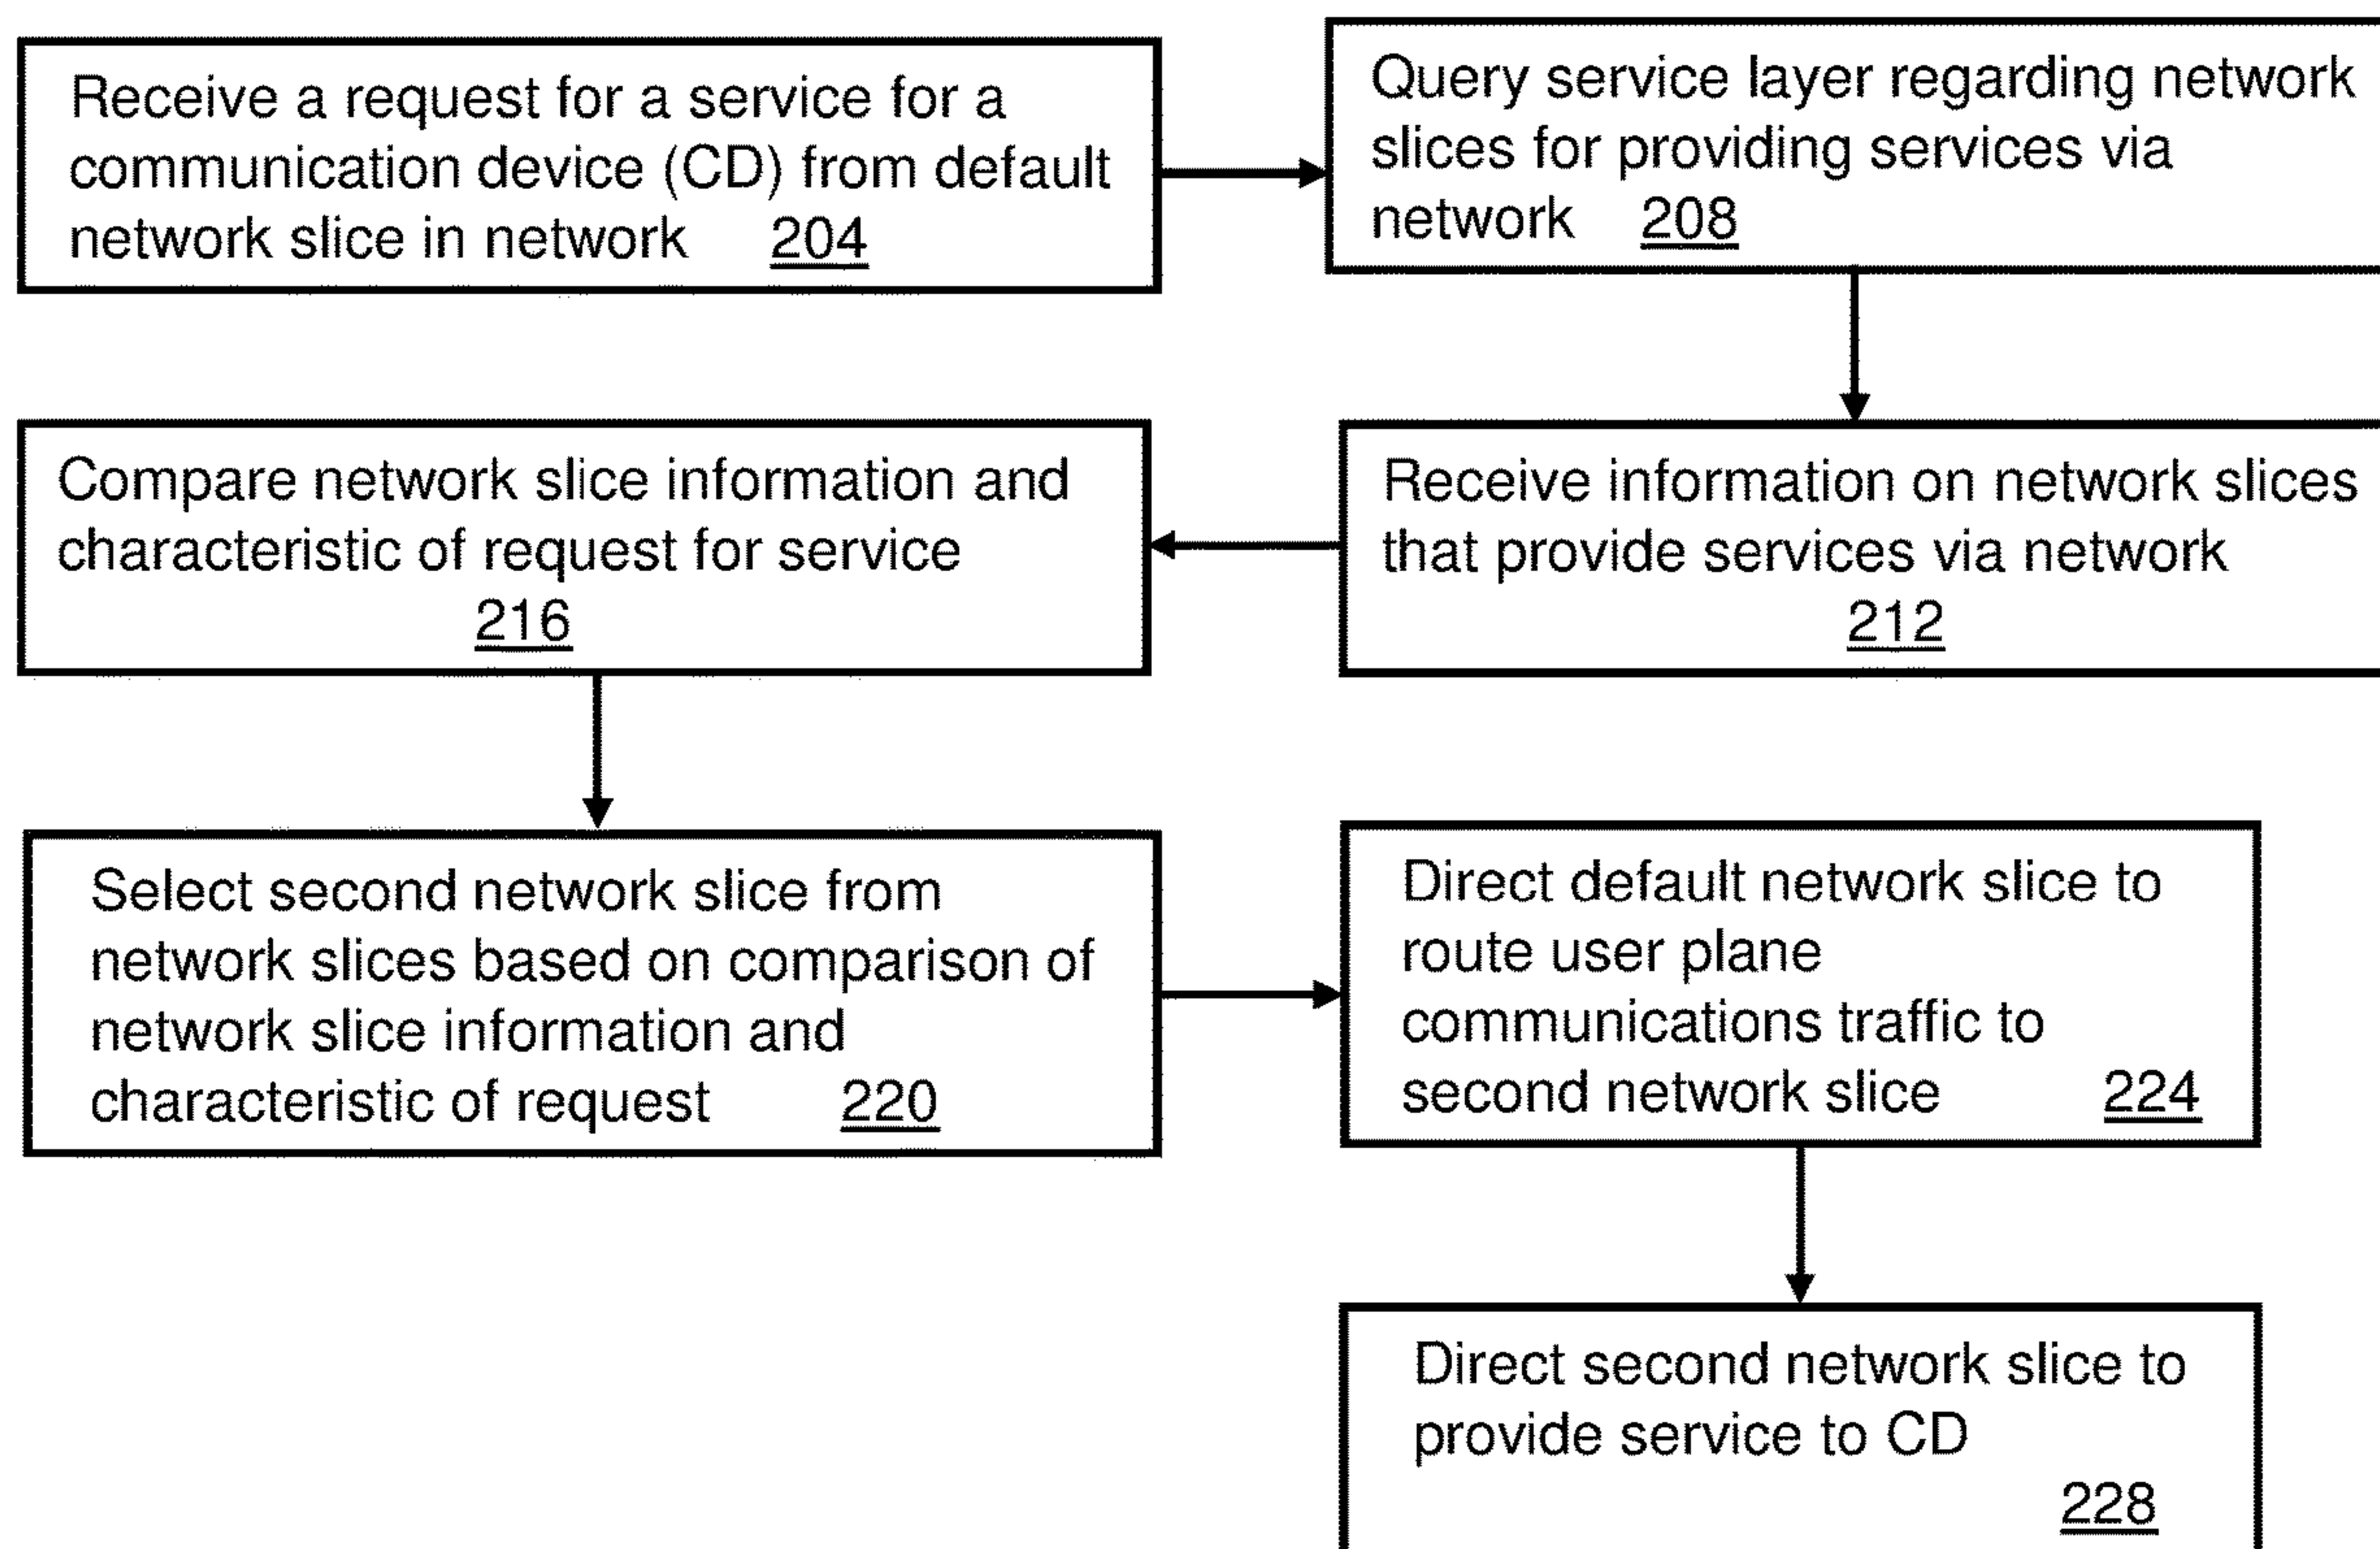 Receive a request for a service for a
communication device (CD) from default
network slice in network 204
Query service layer regarding network
slices for providing services via
network 208
Receive information on network slices
that provide services via network
212
Compare network slice information and
characteristic of request for service
216
Select second network slice from
network slices based on comparison of
network slice information and
characteristic of request 220
Direct default network slice to
route user plane
communications traffic to
second network slice 224
Direct second network slice to
provide service to CD
228